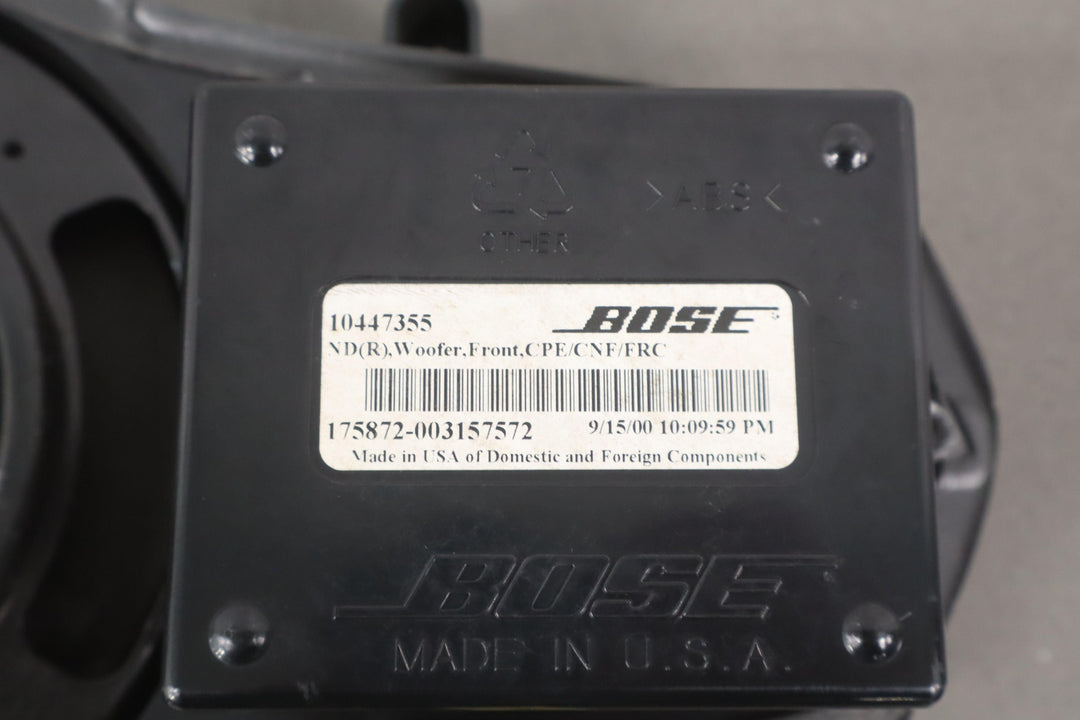 7
OTHER
>ABS<
10447355
BOSE
ND(R),Woofer,Front,CPE/CNF/FRC
175872-003157572
9/15/00 10:09:59 PM
Made in USA of Domestic and Foreign Components
BOSE
MADE IN U.S.A.